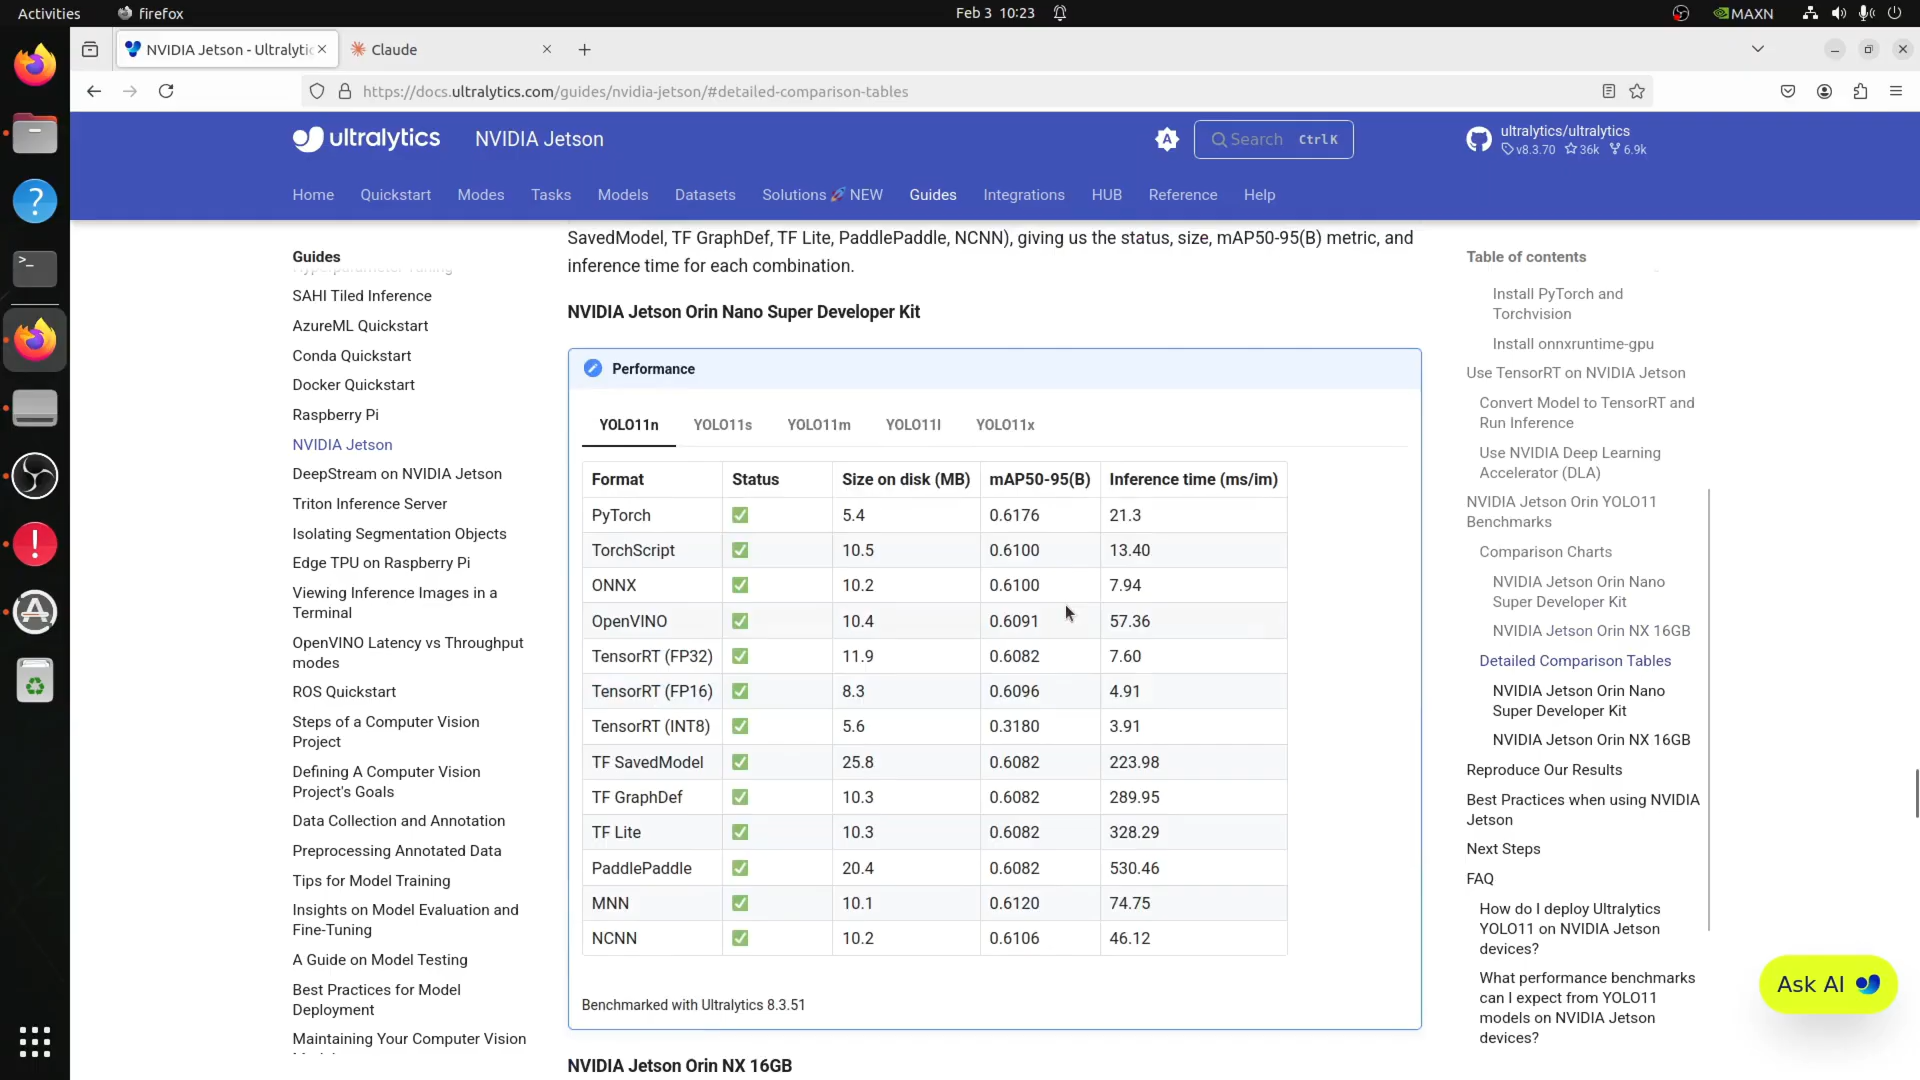 Activities
firefox
Feb 3 10:23
MAXN
NVIDIA Jetson - Ultralytic
Claude
https://docs.ultralytics.com/guides/nvidia-jetson/#detailed-comparison-tables
ultralytics
NVIDIA Jetson
Search
Ctrl K
ultralytics/ultralytics
v8.3.70 36k 6.9k
Home
Quickstart
Modes
Tasks
Models
Datasets
Solutions 🚀 NEW
Guides
Integrations
HUB
Reference
Help
Guides
Hyperparameter Tuning
SAHI Tiled Inference
AzureML Quickstart
Conda Quickstart
Docker Quickstart
Raspberry Pi
NVIDIA Jetson
DeepStream on NVIDIA Jetson
Triton Inference Server
Isolating Segmentation Objects
Edge TPU on Raspberry Pi
Viewing Inference Images in a
Terminal
OpenVINO Latency vs Throughput
modes
ROS Quickstart
Steps of a Computer Vision
Project
Defining A Computer Vision
Project's Goals
Data Collection and Annotation
Preprocessing Annotated Data
Tips for Model Training
Insights on Model Evaluation and
Fine-Tuning
A Guide on Model Testing
Best Practices for Model
Deployment
Maintaining Your Computer Vision
SavedModel, TF GraphDef, TF Lite, PaddlePaddle, NCNN), giving us the status, size, mAP50-95(B) metric, and
inference time for each combination.
NVIDIA Jetson Orin Nano Super Developer Kit
Performance
YOLO11n YOLO11s YOLO11m YOLO11l YOLO11x
Format Status Size on disk (MB) mAP50-95(B) Inference time (ms/im)
PyTorch ✅ 5.4 0.6176 21.3
TorchScript ✅ 10.5 0.6100 13.40
ONNX ✅ 10.2 0.6100 7.94
OpenVINO ✅ 10.4 0.6091 57.36
TensorRT (FP32) ✅ 11.9 0.6082 7.60
TensorRT (FP16) ✅ 8.3 0.6096 4.91
TensorRT (INT8) ✅ 5.6 0.3180 3.91
TF SavedModel ✅ 25.8 0.6082 223.98
TF GraphDef ✅ 10.3 0.6082 289.95
TF Lite ✅ 10.3 0.6082 328.29
PaddlePaddle ✅ 20.4 0.6082 530.46
MNN ✅ 10.1 0.6120 74.75
NCNN ✅ 10.2 0.6106 46.12
Benchmarked with Ultralytics 8.3.51
NVIDIA Jetson Orin NX 16GB
Table of contents
Install PyTorch and
Torchvision
Install onnxruntime-gpu
Use TensorRT on NVIDIA Jetson
Convert Model to TensorRT and
Run Inference
Use NVIDIA Deep Learning
Accelerator (DLA)
NVIDIA Jetson Orin YOLO11
Benchmarks
Comparison Charts
NVIDIA Jetson Orin Nano
Super Developer Kit
NVIDIA Jetson Orin NX 16GB
Detailed Comparison Tables
NVIDIA Jetson Orin Nano
Super Developer Kit
NVIDIA Jetson Orin NX 16GB
Reproduce Our Results
Best Practices when using NVIDIA
Jetson
Next Steps
FAQ
How do I deploy Ultralytics
YOLO11 on NVIDIA Jetson
devices?
What performance benchmarks
can I expect from YOLO11
models on NVIDIA Jetson
devices?
Ask AI